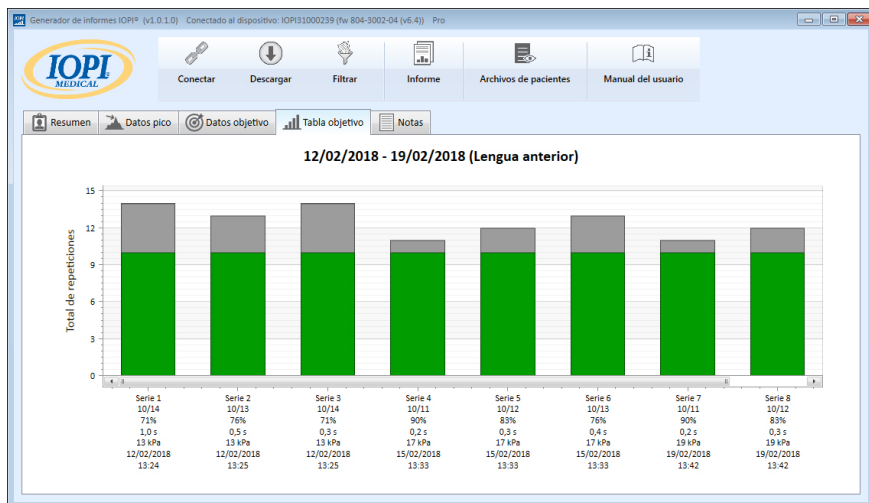 Generador de informes IOPI® (v1.0.1.0) Conectado al dispositivo: IOPI31000239 (fw 804-3002-04 (v6.4)) Pro
IOPI
MEDICAL
Conectar Descargar Filtrar Informe Archivos de pacientes Manual del usuario
Resumen Datos pico Datos objetivo Tabla objetivo Notas
12/02/2018 - 19/02/2018 (Lengua anterior)
Total de repeticiones
15
12
9
6
3
0
Serie 1 Serie 2 Serie 3 Serie 4 Serie 5 Serie 6 Serie 7 Serie 8
10/14 10/13 10/14 10/11 10/12 10/13 10/11 10/12
71% 76% 71% 90% 83% 76% 90% 83%
1,0 s 0,5 s 0,3 s 0,2 s 0,3 s 0,4 s 0,2 s 0,3 s
13 kPa 13 kPa 13 kPa 17 kPa 17 kPa 17 kPa 19 kPa 19 kPa
12/02/2018 12/02/2018 12/02/2018 15/02/2018 15/02/2018 15/02/2018 19/02/2018 19/02/2018
13:24 13:25 13:25 13:33 13:33 13:33 13:42 13:42